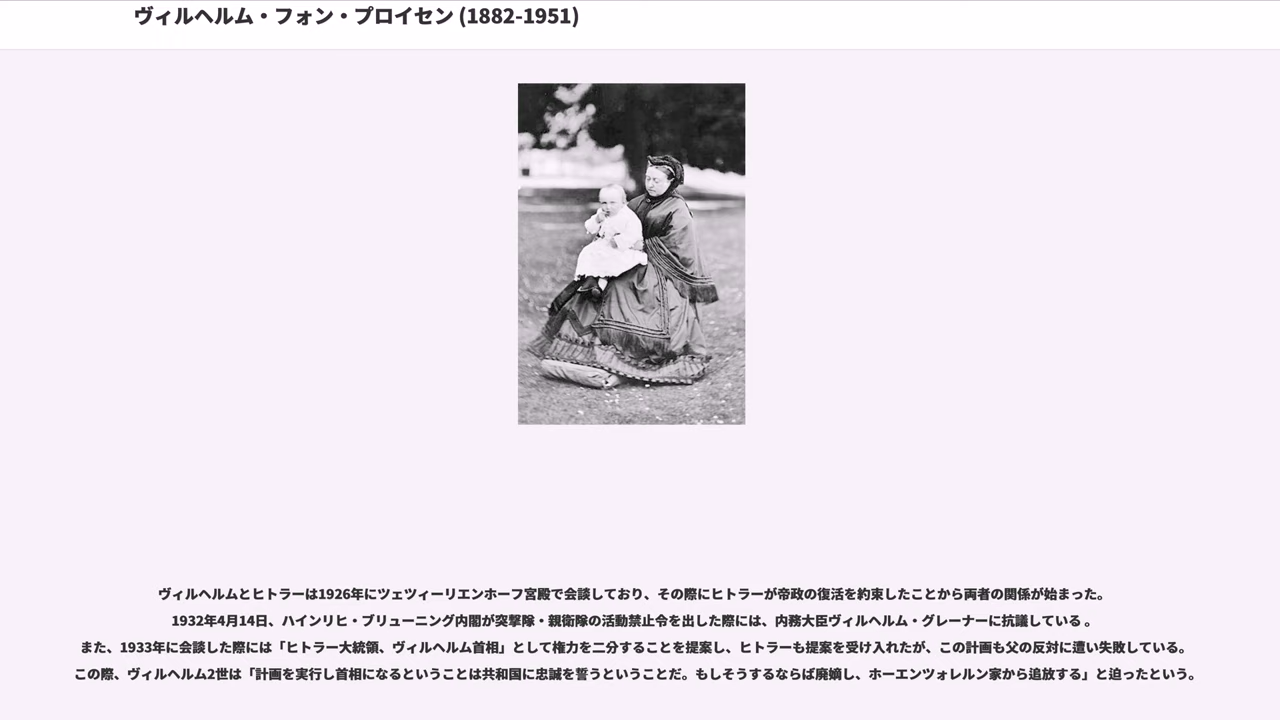 ヴィルヘルム・フォン・プロイセン (1882-1951)
ヴィルヘルムとヒトラーは1926年にツェツィーリエンホーフ宮殿で会談しており、その際にヒトラーが帝政の復活を約束したことから両者の関係が始まった。
1932年4月14日、ハインリヒ・ブリューニング内閣が突撃隊・親衛隊の活動禁止令を出した際には、内務大臣ヴィルヘルム・グレーナーに抗議している 。
また、1933年に会談した際には「ヒトラー大統領、ヴィルヘルム首相」として権力を二分することを提案し、ヒトラーも提案を受け入れたが、この計画も父の反対に遭い失敗している。
この際、ヴィルヘルム2世は「計画を実行し首相になるということは共和国に忠誠を誓うということだ。もしそうするならば廃嫡し、ホーエンツォレルン家から追放する」と迫ったという。